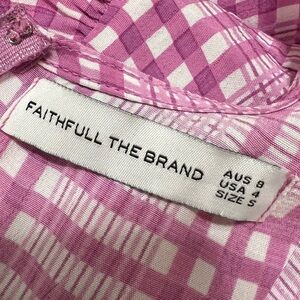 FAITHFULL THE BRAND
AUS 8
USA 4
SIZE S